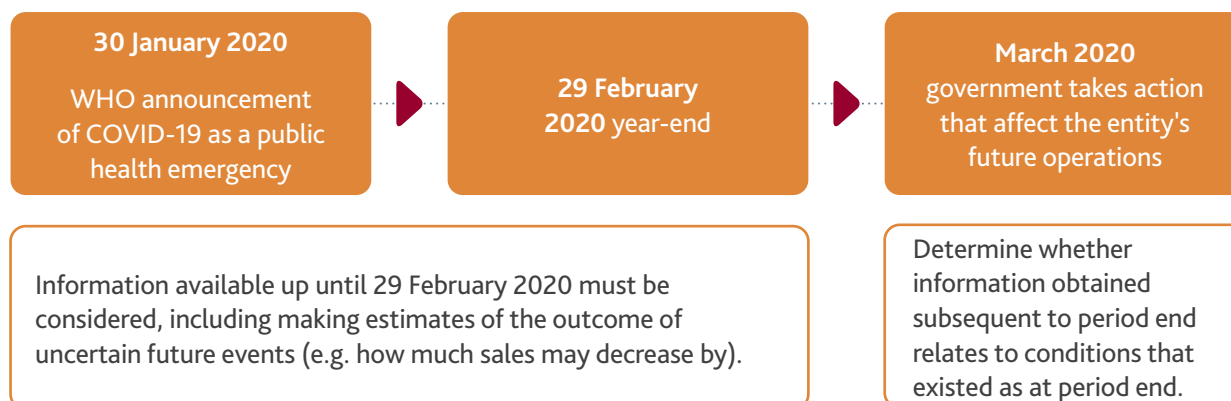 30 January 2020
WHO announcement
of COVID-19 as a public
health emergency
29 February
2020 year-end
March 2020
government takes action
that affect the entity's
future operations
Information available up until 29 February 2020 must be
considered, including making estimates of the outcome of
uncertain future events (e.g. how much sales may decrease by).
Determine whether
information obtained
subsequent to period end
relates to conditions that
existed as at period end.